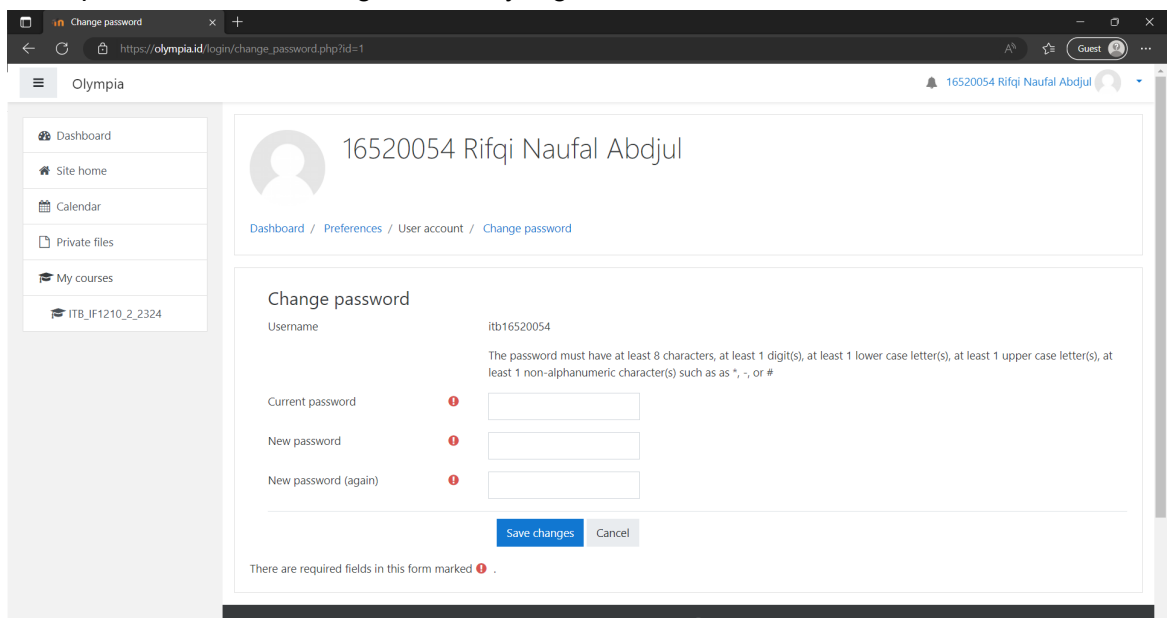 Change password
https://olympia.id/login/change_password.php?id=1
Guest
Olympia
16520054 Rifqi Naufal Abdjul
Dashboard
Site home
Calendar
Private files
My courses
ITB_IF1210_2_2324
16520054 Rifqi Naufal Abdjul
Dashboard / Preferences / User account / Change password
Change password
Username itb16520054
The password must have at least 8 characters, at least 1 digit(s), at least 1 lower case letter(s), at least 1 upper case letter(s), at
least 1 non-alphanumeric character(s) such as as *, -, or #
Current password
New password
New password (again)
Save changes Cancel
There are required fields in this form marked .